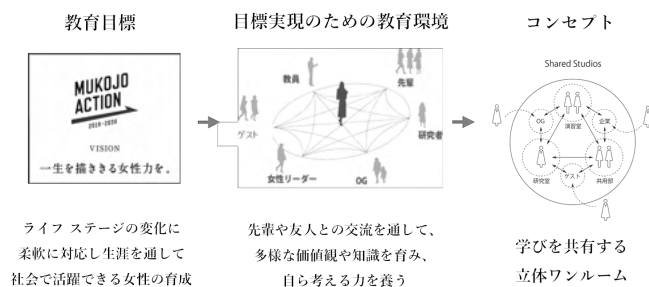 教育目標
MUKOJO
ACTION
2019-2039
VISION
一生を描ききる女性力を。
ライフ ステージの変化に
柔軟に対応し生涯を通して
社会で活躍できる女性の育成
目標実現のための教育環境
教員
先輩
ゲスト
研究者
女性リーダー
OG
先輩や友人との交流を通して、
多様な価値観や知識を育み、
自ら考える力を養う
コンセプト
Shared Studios
OG
演習室
企業
研究室
ゲスト
共用部
学びを共有する
立体ワンルーム